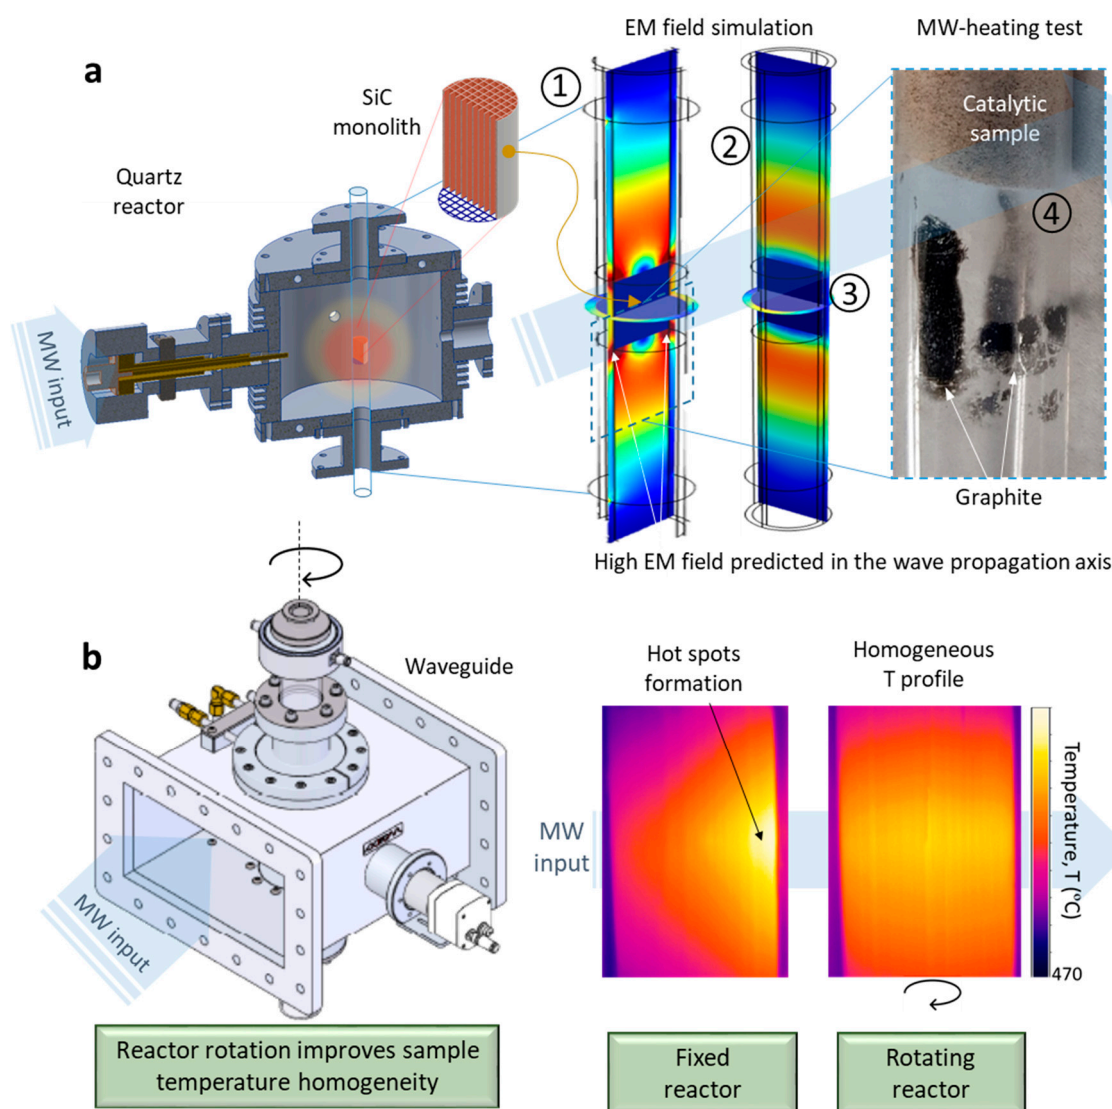 EM field simulation
MW-heating test
a
SiC
monolith
1
2
3
4
Catalytic
sample
Quartz
reactor
MW input
Graphite
High EM field predicted in the wave propagation axis
b
Waveguide
Hot spots
formation
Homogeneous
T profile
MW
input
MW input
Temperature, T (ºC)
470
Reactor rotation improves sample
temperature homogeneity
Fixed
reactor
Rotating
reactor